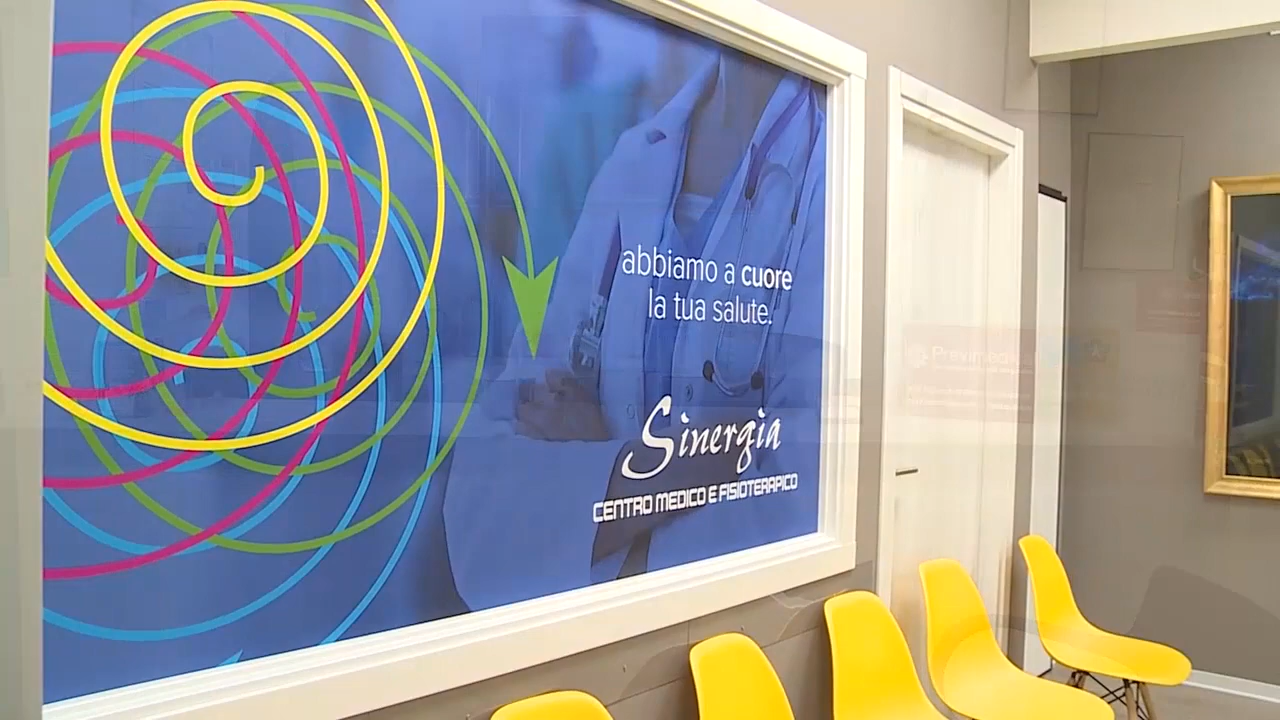 abbiamo a cuore
la tua salute.
Sinergia
CENTRO MEDICO E FISIOTERAPICO